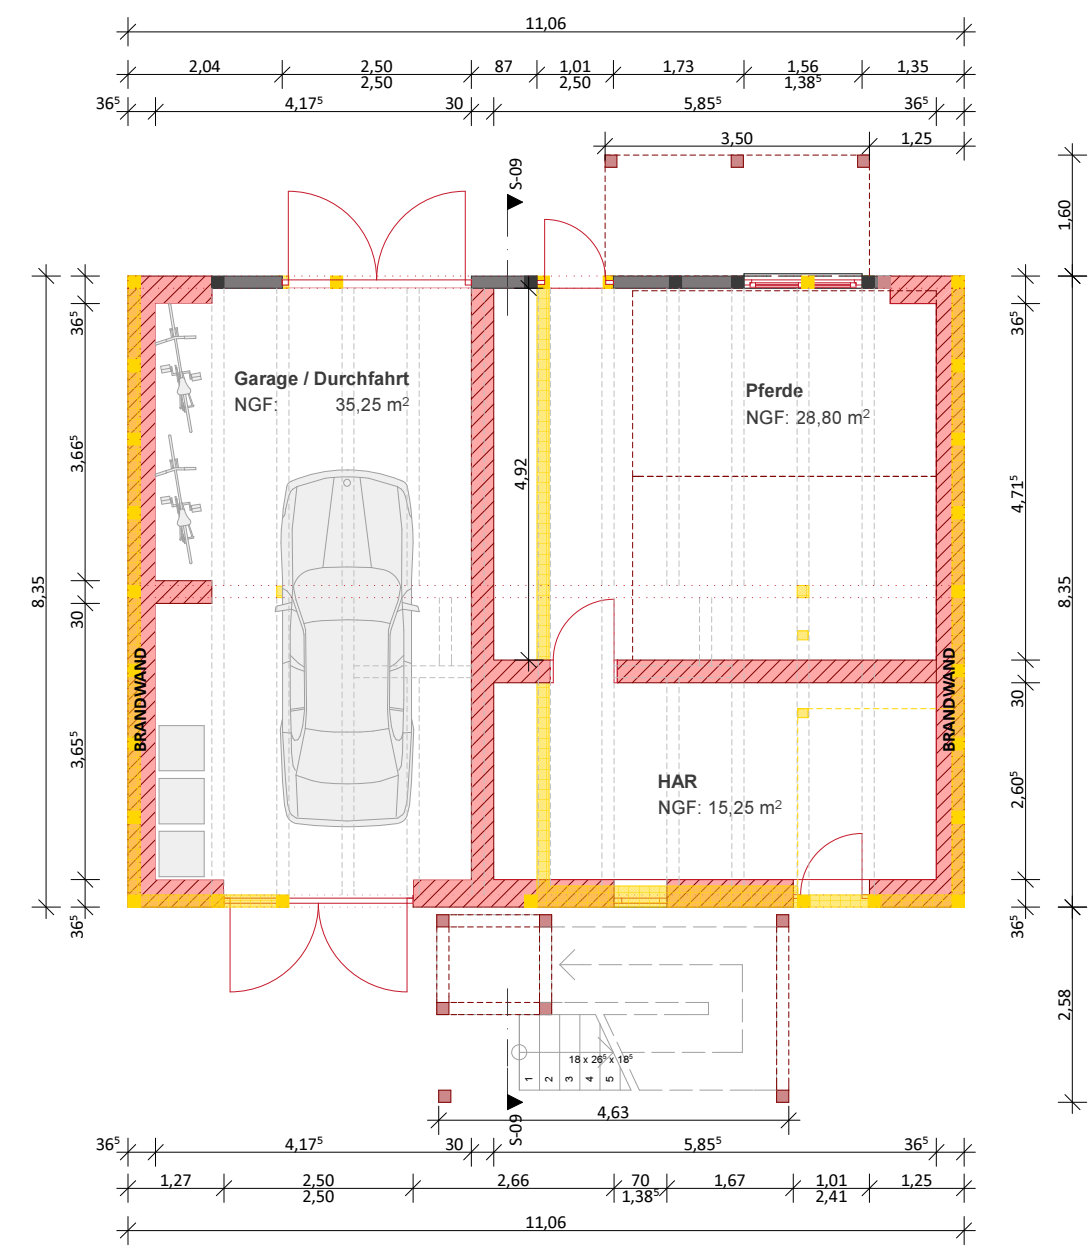 11,06
2,04 2,50 87 1,01 1,73 1,56 1,35
2,50 2,50 1,38⁵
36⁵ 4,17⁵ 30 5,85⁵ 36⁵
3,50 1,25
S-09
1,60
36⁵
36⁵
Garage / Durchfahrt
NGF: 35,25 m²
Pferde
NGF: 28,80 m²
3,66⁵
4,92
4,71⁵
8,35
8,35
30
BRANDWAND
BRANDWAND
30
3,65⁵
HAR
NGF: 15,25 m²
2,60⁵
36⁵
36⁵
2,58
18 x 26⁵ x 18⁵
1 2 3 4 5
4,63
S-09
36⁵ 4,17⁵ 30 5,85⁵ 36⁵
1,27 2,50 2,66 70 1,67 1,01 1,25
2,50 1,38⁵ 2,41
11,06